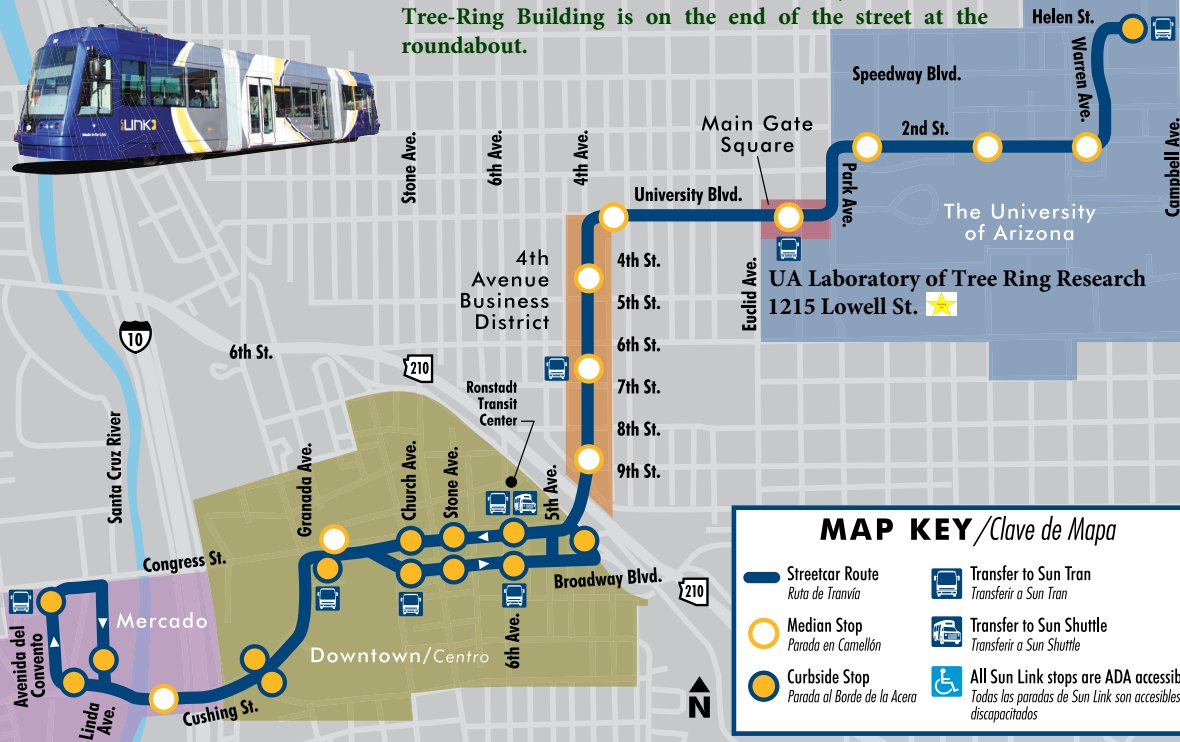 Tree-Ring Building is on the end of the street at the
roundabout.
Helen St.
Warren Ave.
Speedway Blvd.
LINK
Main Gate
Square
2nd St.
Stone Ave.
6th Ave.
4th Ave.
Park Ave.
Campbell Ave.
University Blvd.
The University
of Arizona
4th
Avenue
Business
District
4th St.
5th St.
Euclid Ave.
UA Laboratory of Tree Ring Research
1215 Lowell St.
10
6th St.
210
6th St.
7th St.
8th St.
9th St.
Ronstadt
Transit
Center
Santa Cruz River
Granada Ave.
Church Ave.
Stone Ave.
5th Ave.
Congress St.
Broadway Blvd.
210
Mercado
Avenida del
Convento
Downtown/Centro
6th Ave.
Linda
Ave.
Cushing St.
N
MAP KEY/Clave de Mapa
Streetcar Route
Ruta de Tranvía
Median Stop
Parada en Camellón
Curbside Stop
Parada al Borde de la Acera
Transfer to Sun Tran
Transferir a Sun Tran
Transfer to Sun Shuttle
Transferir a Sun Shuttle
All Sun Link stops are ADA accessib
Todas las paradas de Sun Link son accesibles
discapacitados